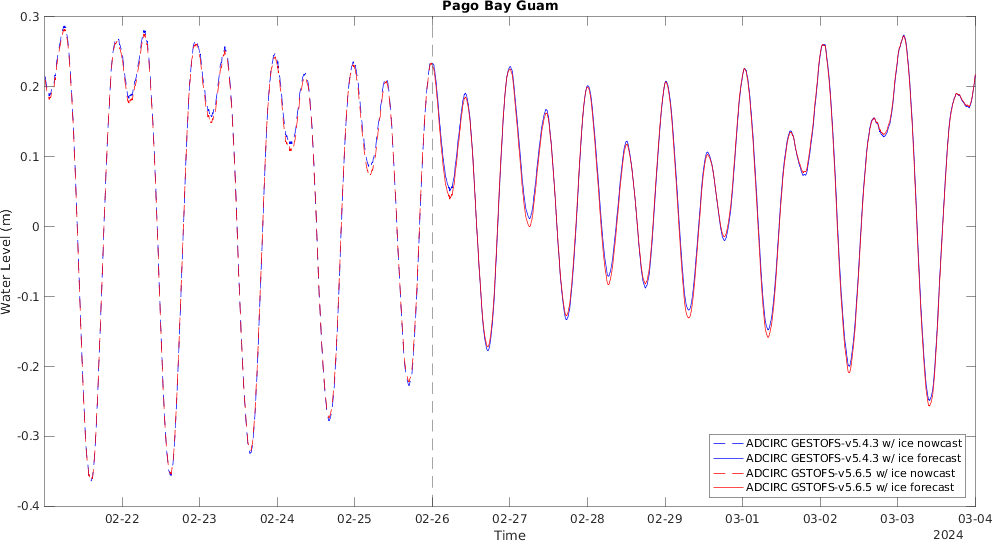 Pago Bay Guam
Water Level (m)
0.3
0.2
0.1
0
-0.1
-0.2
-0.3
-0.4
02-22 02-23 02-24 02-25 02-26 02-27 02-28 02-29 03-01 03-02 03-03 03-04
Time
2024
ADCIRC GESTOFS-v5.4.3 w/ ice nowcast
ADCIRC GESTOFS-v5.4.3 w/ ice forecast
ADCIRC GSTOFS-v5.6.5 w/ ice nowcast
ADCIRC GSTOFS-v5.6.5 w/ ice forecast